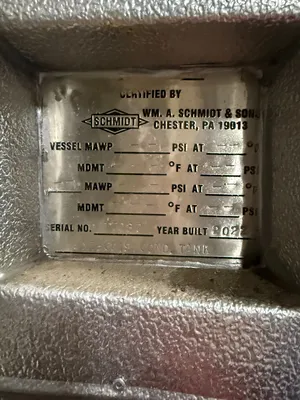 CERTIFIED BY
SCHMIDT
WM. A. SCHMIDT & SONS
CHESTER, PA 19013
VESSEL MAWP PSI AT °F
MDMT °F AT PSI
MAWP PSI AT °F
MDMT °F AT PSI
SERIAL NO. YEAR BUILT 2022